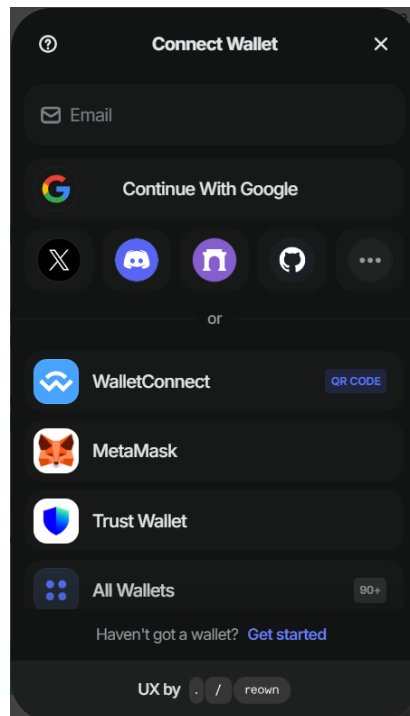 Connect Wallet
Email
Continue With Google
or
WalletConnect QR CODE
MetaMask
Trust Wallet
All Wallets 90+
Haven't got a wallet? Get started
UX by . / reown